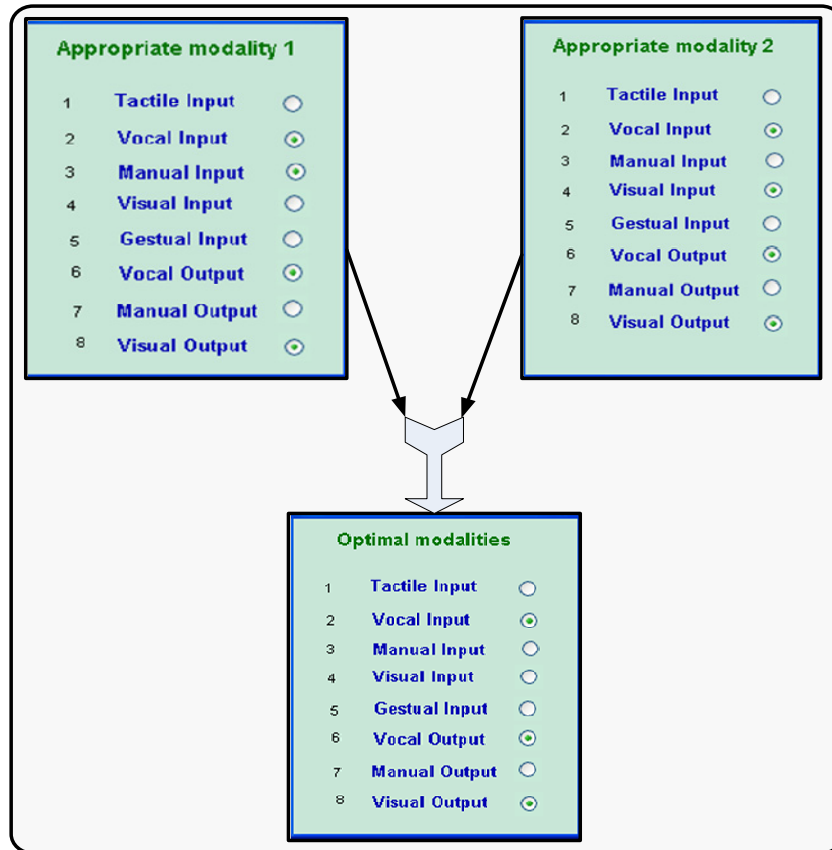 Appropriate modality 1
1 Tactile Input
2 Vocal Input
3 Manual Input
4 Visual Input
5 Gestual Input
6 Vocal Output
7 Manual Output
8 Visual Output
Appropriate modality 2
1 Tactile Input
2 Vocal Input
3 Manual Input
4 Visual Input
5 Gestual Input
6 Vocal Output
7 Manual Output
8 Visual Output
Optimal modalities
1 Tactile Input
2 Vocal Input
3 Manual Input
4 Visual Input
5 Gestual Input
6 Vocal Output
7 Manual Output
8 Visual Output